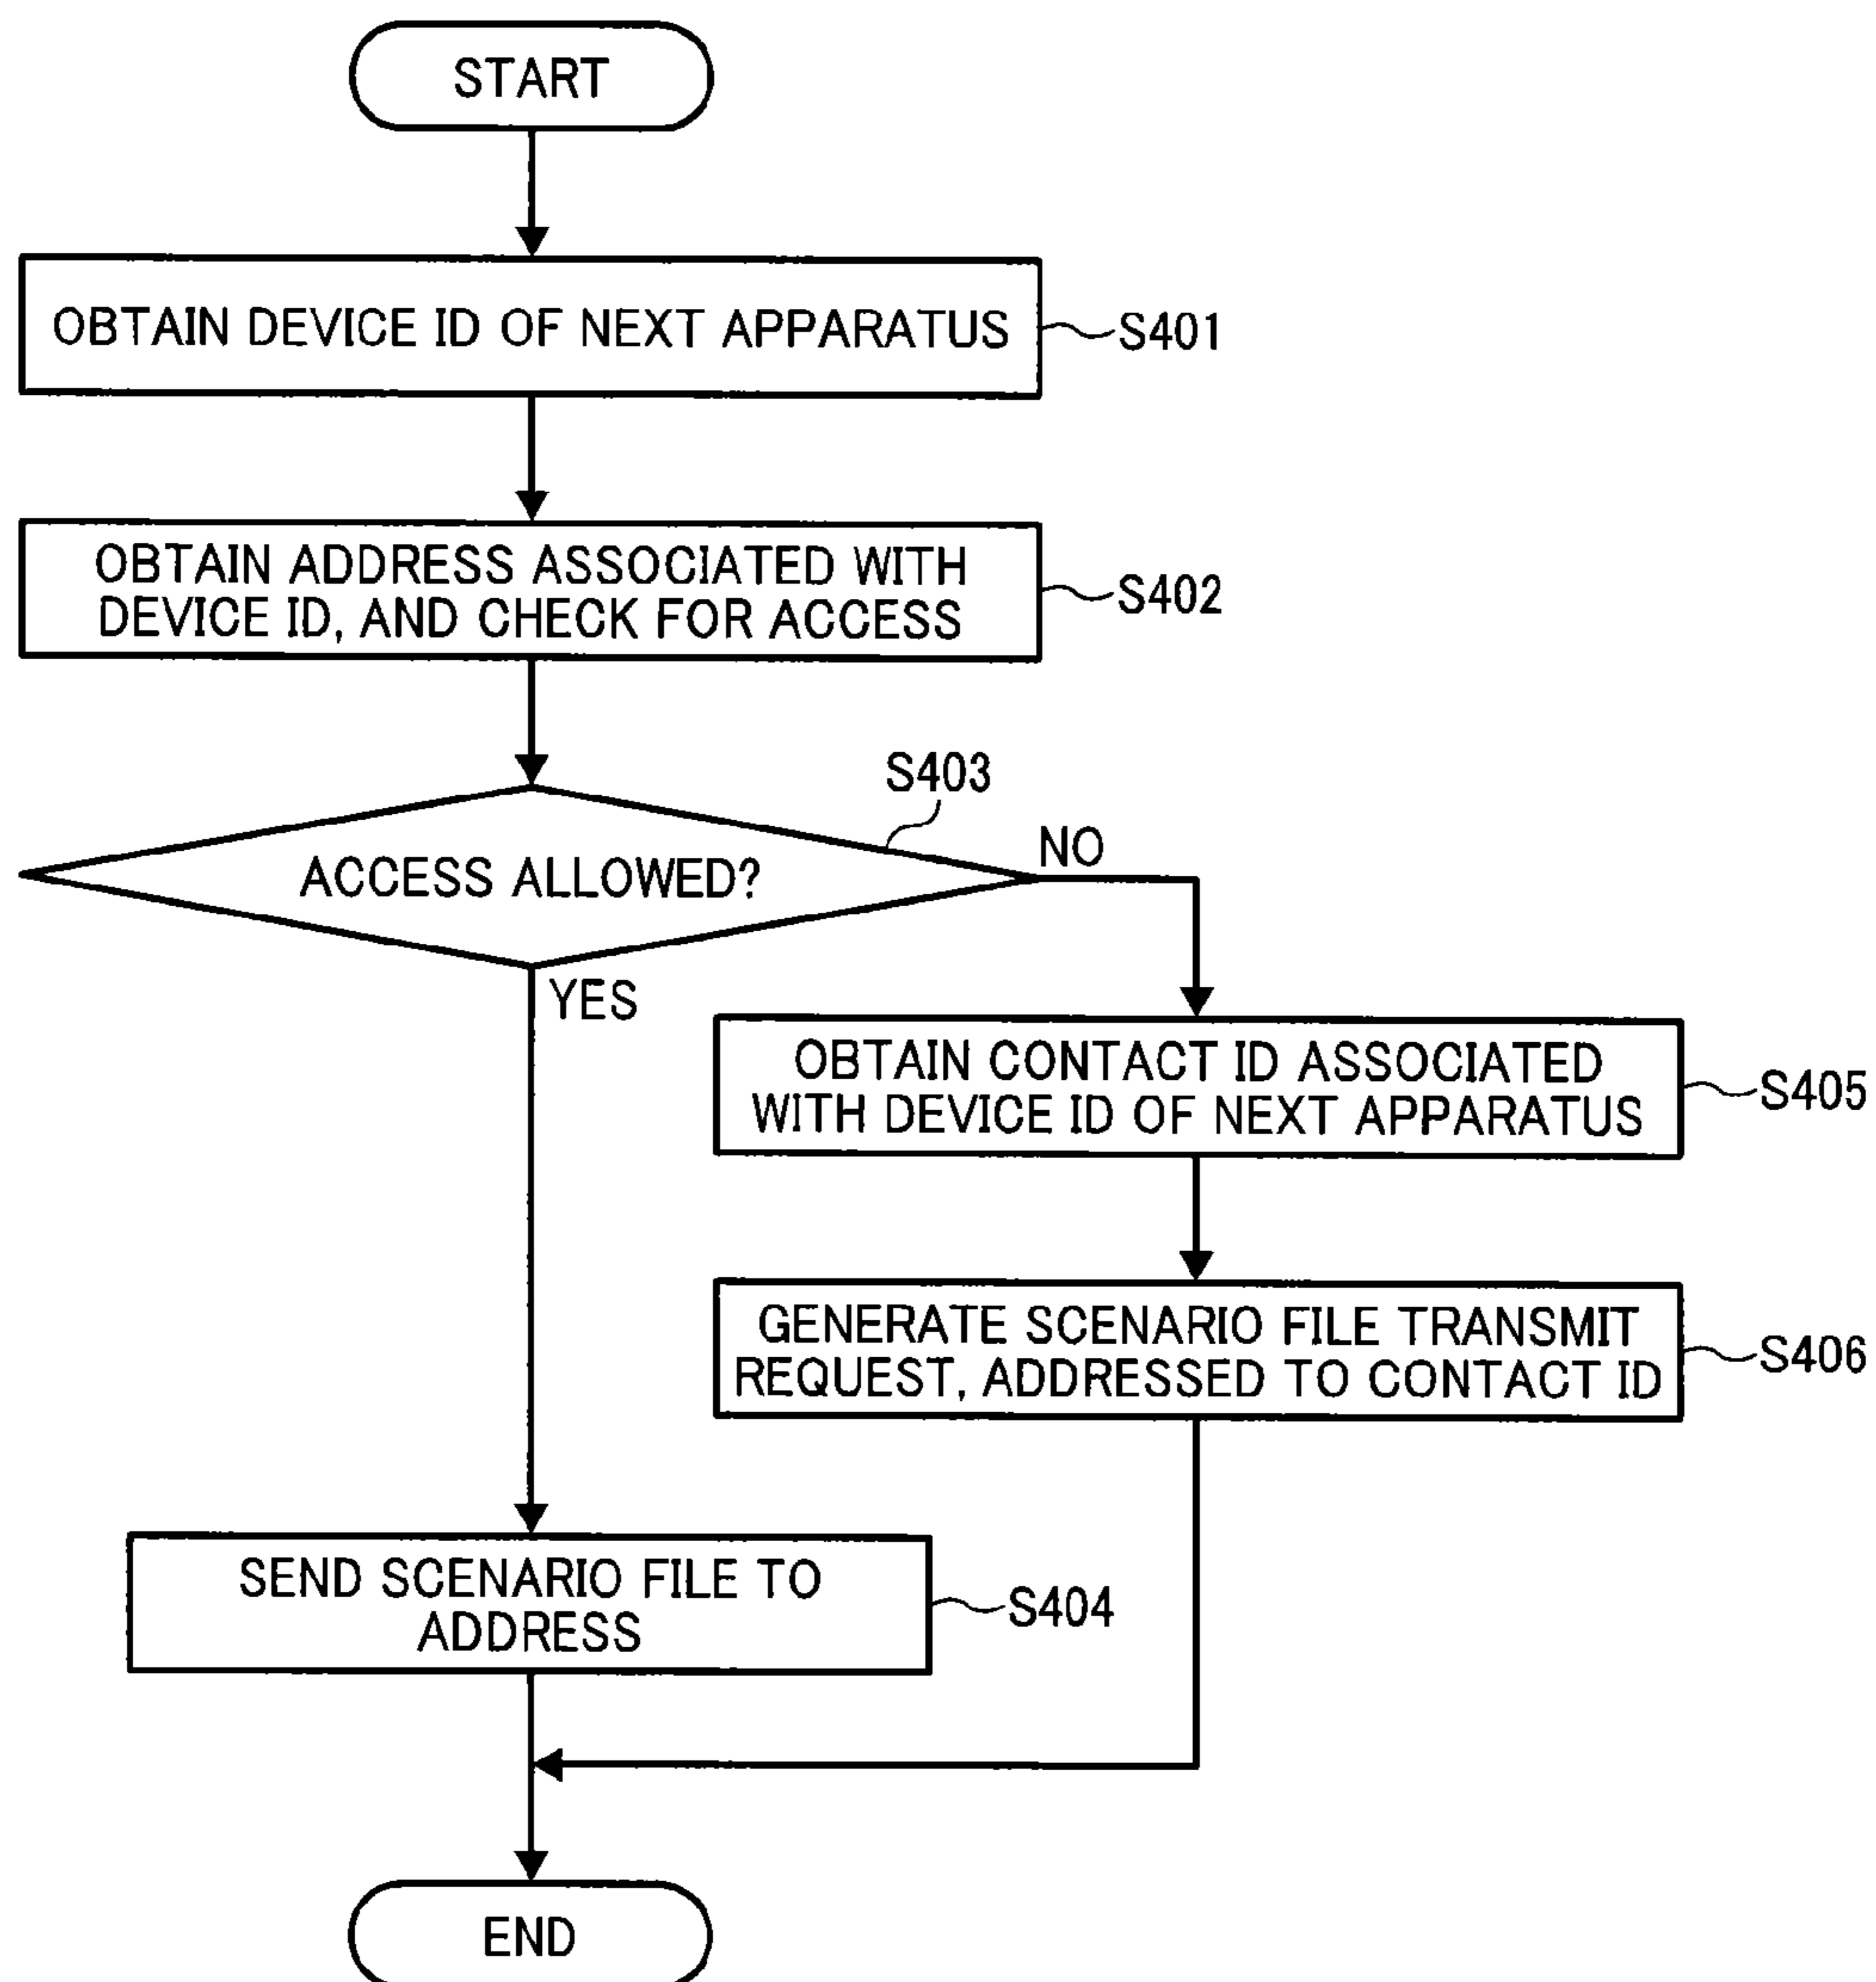 START
OBTAIN DEVICE ID OF NEXT APPARATUS
S401
OBTAIN ADDRESS ASSOCIATED WITH
DEVICE ID, AND CHECK FOR ACCESS
S402
S403
ACCESS ALLOWED?
NO
YES
OBTAIN CONTACT ID ASSOCIATED
WITH DEVICE ID OF NEXT APPARATUS
S405
GENERATE SCENARIO FILE TRANSMIT
REQUEST, ADDRESSED TO CONTACT ID
S406
SEND SCENARIO FILE TO
ADDRESS
S404
END